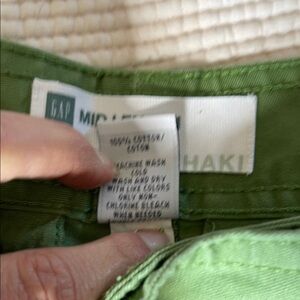 GAP
100% COTTON/
COTON
MACHINE WASH
COLD
WASH AND DRY
WITH LIKE COLORS
ONLY NON-
CHLORINE BLEACH
WHEN NEEDED
HAKI